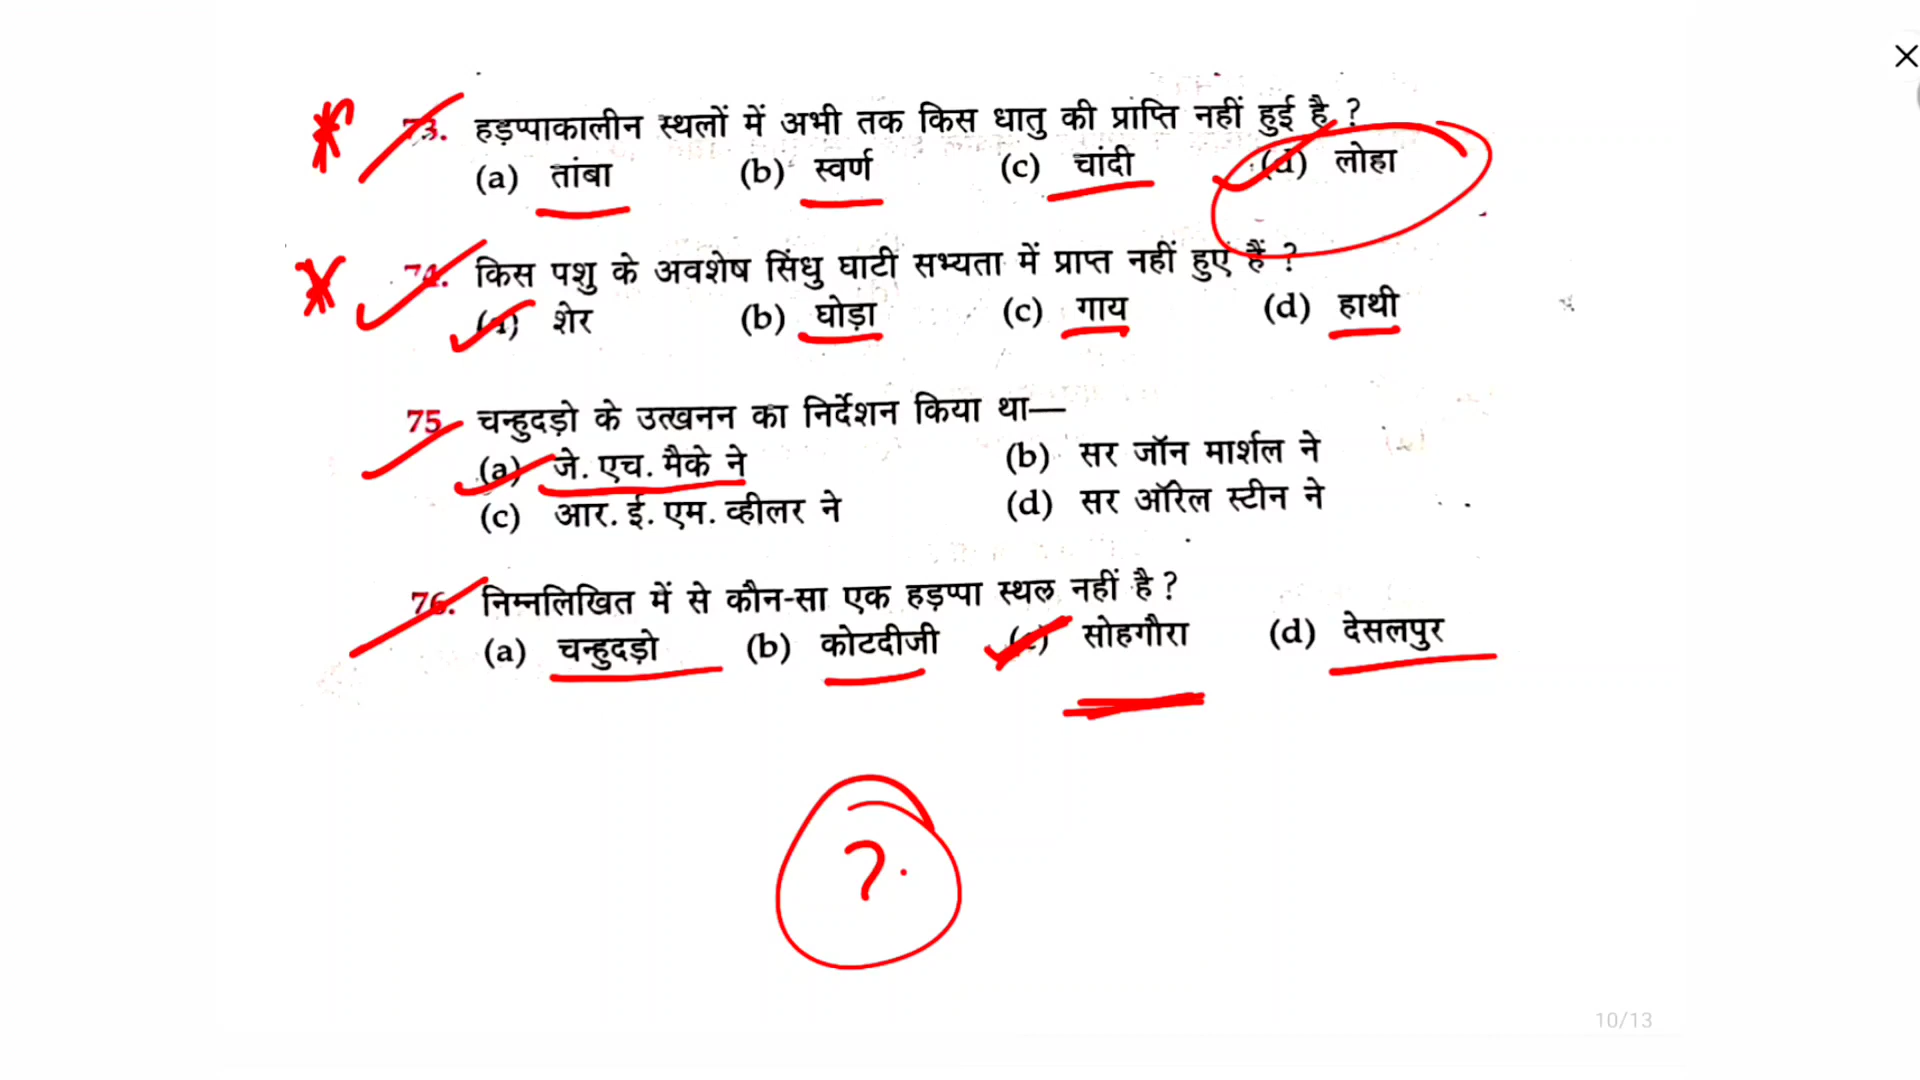 73. हड़प्पाकालीन स्थलों में अभी तक किस धातु की प्राप्ति नहीं हुई है ?
(a) तांबा (b) स्वर्ण (c) चांदी (d) लोहा
74. किस पशु के अवशेष सिंधु घाटी सभ्यता में प्राप्त नहीं हुए हैं ?
(a) शेर (b) घोड़ा (c) गाय (d) हाथी
75. चन्हुदड़ो के उत्खनन का निर्देशन किया था—
(a) जे. एच. मैके ने (b) सर जॉन मार्शल ने
(c) आर. ई. एम. व्हीलर ने (d) सर ऑरेल स्टीन ने
76. निम्नलिखित में से कौन-सा एक हड़प्पा स्थल नहीं है ?
(a) चन्हुदड़ो (b) कोटदीजी (c) सोहगौरा (d) देसलपुर
?
10/13